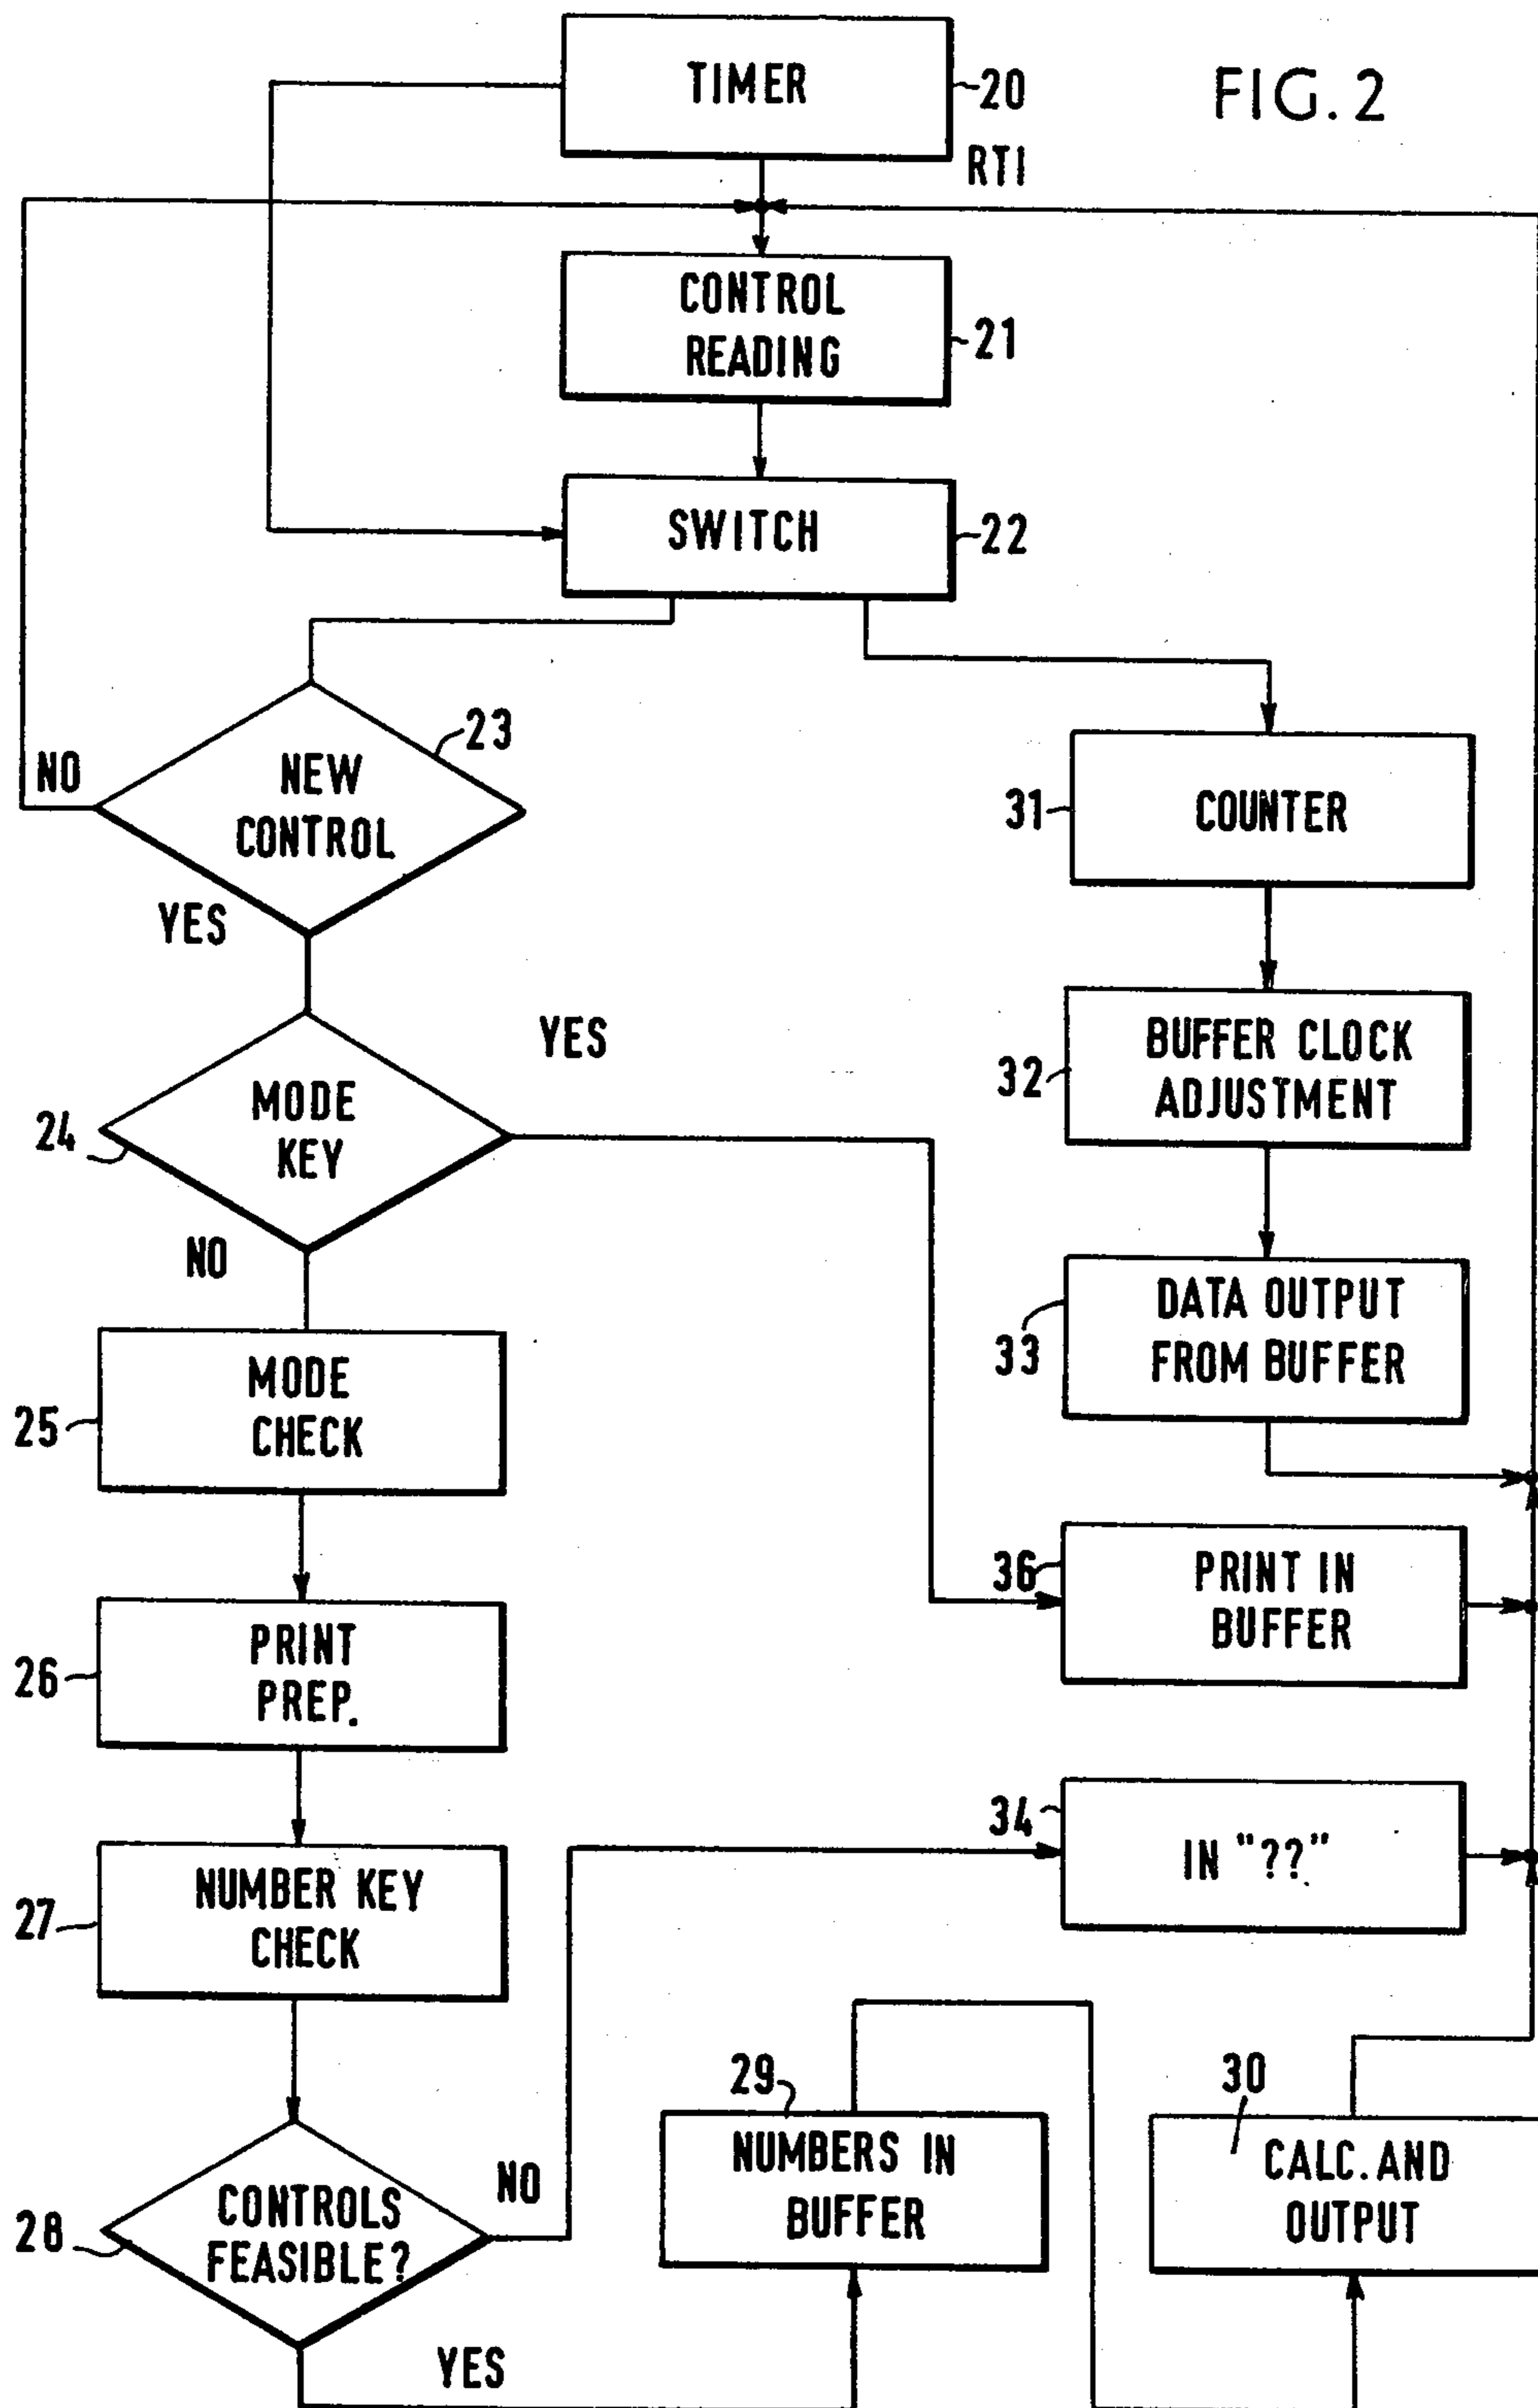 TIMER
20
FIG. 2
RTI
CONTROL
READING
21
SWITCH
22
23
NO
NEW
CONTROL
YES
31
COUNTER
YES
BUFFER CLOCK
ADJUSTMENT
32
MODE
KEY
24
NO
DATA OUTPUT
FROM BUFFER
33
MODE
CHECK
25
36
PRINT IN
BUFFER
PRINT
PREP.
26
34
IN "??"
NUMBER KEY
CHECK
27
29
30
NUMBERS IN
BUFFER
CALC. AND
OUTPUT
NO
CONTROLS
FEASIBLE?
28
YES